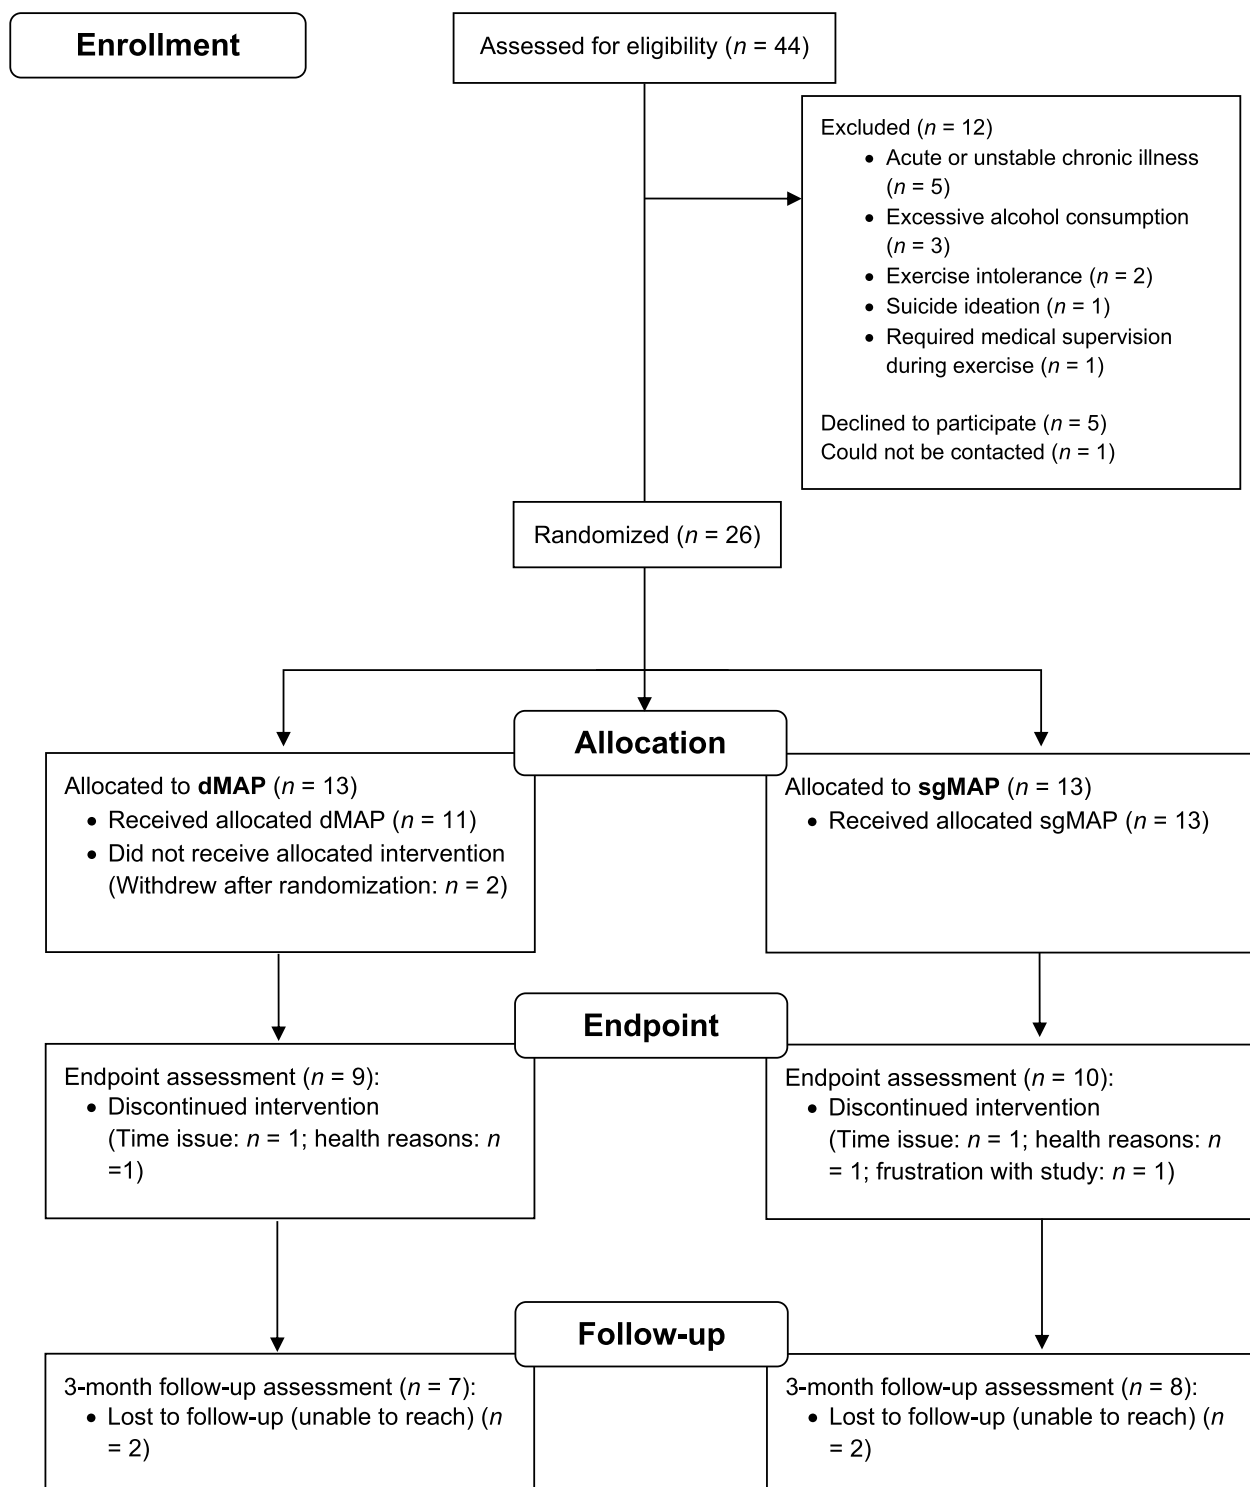 Enrollment
Assessed for eligibility (n = 44)
Excluded (n = 12)
• Acute or unstable chronic illness
(n = 5)
• Excessive alcohol consumption
(n = 3)
• Exercise intolerance (n = 2)
• Suicide ideation (n = 1)
• Required medical supervision
during exercise (n = 1)
Declined to participate (n = 5)
Could not be contacted (n = 1)
Randomized (n = 26)
Allocation
Allocated to dMAP (n = 13)
• Received allocated dMAP (n = 11)
• Did not receive allocated intervention
(Withdrew after randomization: n = 2)
Allocated to sgMAP (n = 13)
• Received allocated sgMAP (n = 13)
Endpoint
Endpoint assessment (n = 9):
• Discontinued intervention
(Time issue: n = 1; health reasons: n
=1)
Endpoint assessment (n = 10):
• Discontinued intervention
(Time issue: n = 1; health reasons: n
= 1; frustration with study: n = 1)
Follow-up
3-month follow-up assessment (n = 7):
• Lost to follow-up (unable to reach) (n
= 2)
3-month follow-up assessment (n = 8):
• Lost to follow-up (unable to reach) (n
= 2)